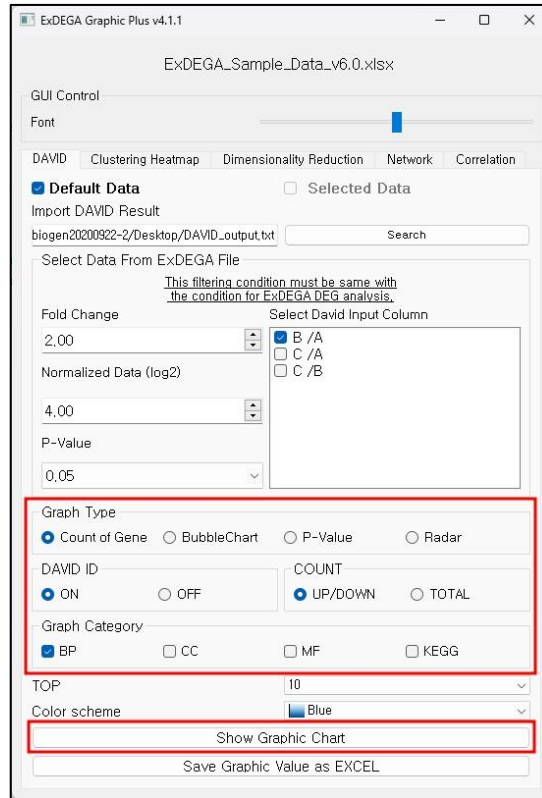 ExDEGA Graphic Plus v4.1.1
ExDEGA_Sample_Data_v6.0.xlsx
GUI Control
Font
DAVID Clustering Heatmap Dimensionality Reduction Network Correlation
Default Data Selected Data
Import DAVID Result
biogen20200922-2/Desktop/DAVID_output.txt Search
Select Data From ExDEGA File
This filtering condition must be same with
the condition for ExDEGA DEG analysis.
Fold Change Select David Input Column
2.00 B /A
C /A
Normalized Data (log2) C /B
4.00
P-Value
0.05
Graph Type
Count of Gene BubbleChart P-Value Radar
DAVID ID COUNT
ON OFF UP/DOWN TOTAL
Graph Category
BP CC MF KEGG
TOP 10
Color scheme Blue
Show Graphic Chart
Save Graphic Value as EXCEL